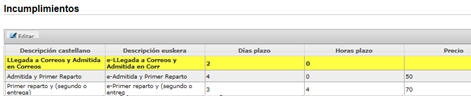 Incumplimientos
Editar
Descripción castellano Descripción euskera Días plazo Horas plazo Precio
LLegada a Correos y Admitida e-LLegada a Correos y 2 0
en Correos Admitida en Corr
Admitida y Primer Reparto e-Admitida y Primer Reparto 4 0 50
Primer reparto y (segundo o e-Primer reparto y (segundo o 3 4 70
entrega) entreg